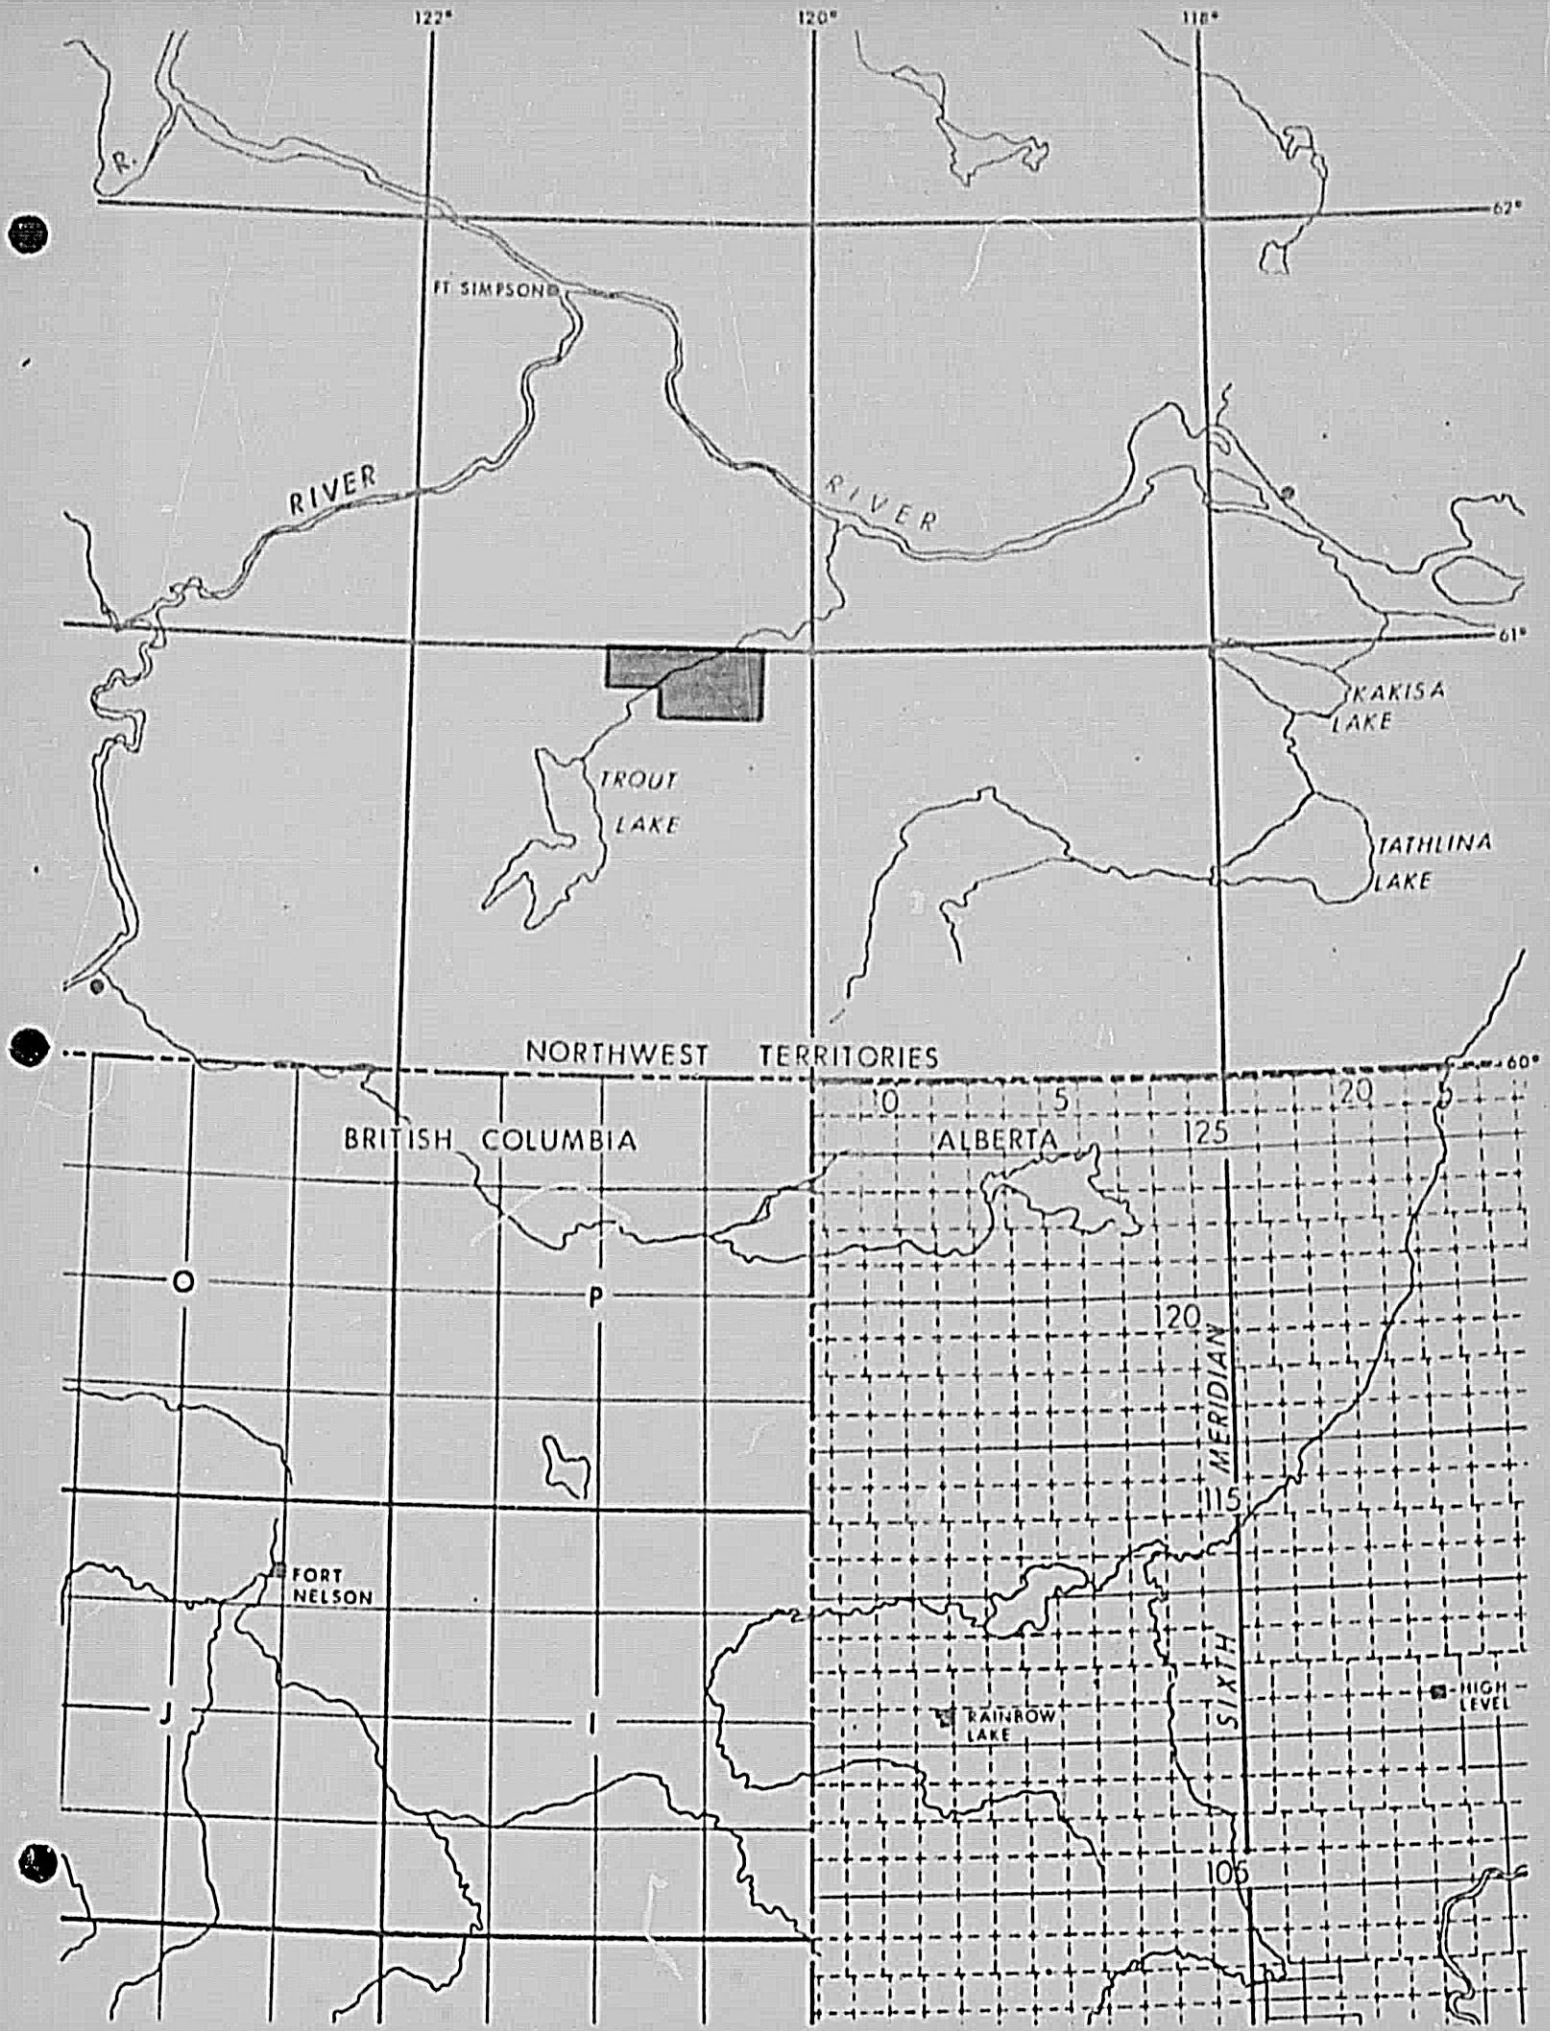 122° 120° 118°
R.
62°
FT SIMPSON
RIVER
RIVER
61°
KAKISA
LAKE
TROUT
LAKE
TATHLINA
LAKE
NORTHWEST TERRITORIES
60°
10 5 20
BRITISH COLUMBIA ALBERTA 125
O
P
120
MERIDIAN
115
FORT
NELSON
SIXTH
HIGH
LEVEL
J
I
RAINBOW
LAKE
105